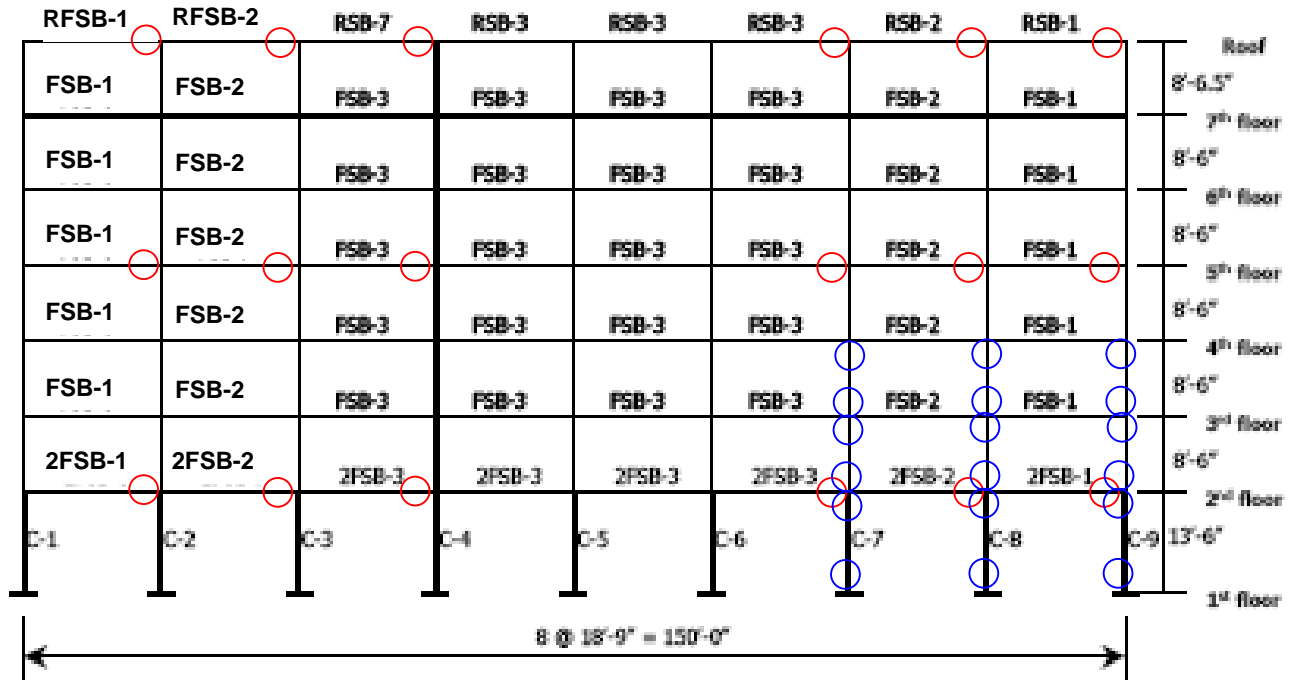 RFSB-1 RFSB-2 RSB-7 RSB-3 RSB-3 RSB-3 RSB-2 RSB-1
Roof
8'-6.5"
FSB-1 FSB-2 FSB-3 FSB-3 FSB-3 FSB-3 FSB-2 FSB-1
7th floor
8'-6"
FSB-1 FSB-2 FSB-3 FSB-3 FSB-3 FSB-3 FSB-2 FSB-1
6th floor
8'-6"
FSB-1 FSB-2 FSB-3 FSB-3 FSB-3 FSB-3 FSB-2 FSB-1
5th floor
8'-6"
FSB-1 FSB-2 FSB-3 FSB-3 FSB-3 FSB-3 FSB-2 FSB-1
4th floor
8'-6"
FSB-1 FSB-2 FSB-3 FSB-3 FSB-3 FSB-3 FSB-2 FSB-1
3rd floor
8'-6"
2FSB-1 2FSB-2 2FSB-3 2FSB-3 2FSB-3 2FSB-3 2FSB-2 2FSB-1
2nd floor
C-1 C-2 C-3 C-4 C-5 C-6 C-7 C-8 C-9 13'-6"
1st floor
8 @ 18'-9" = 150'-0"